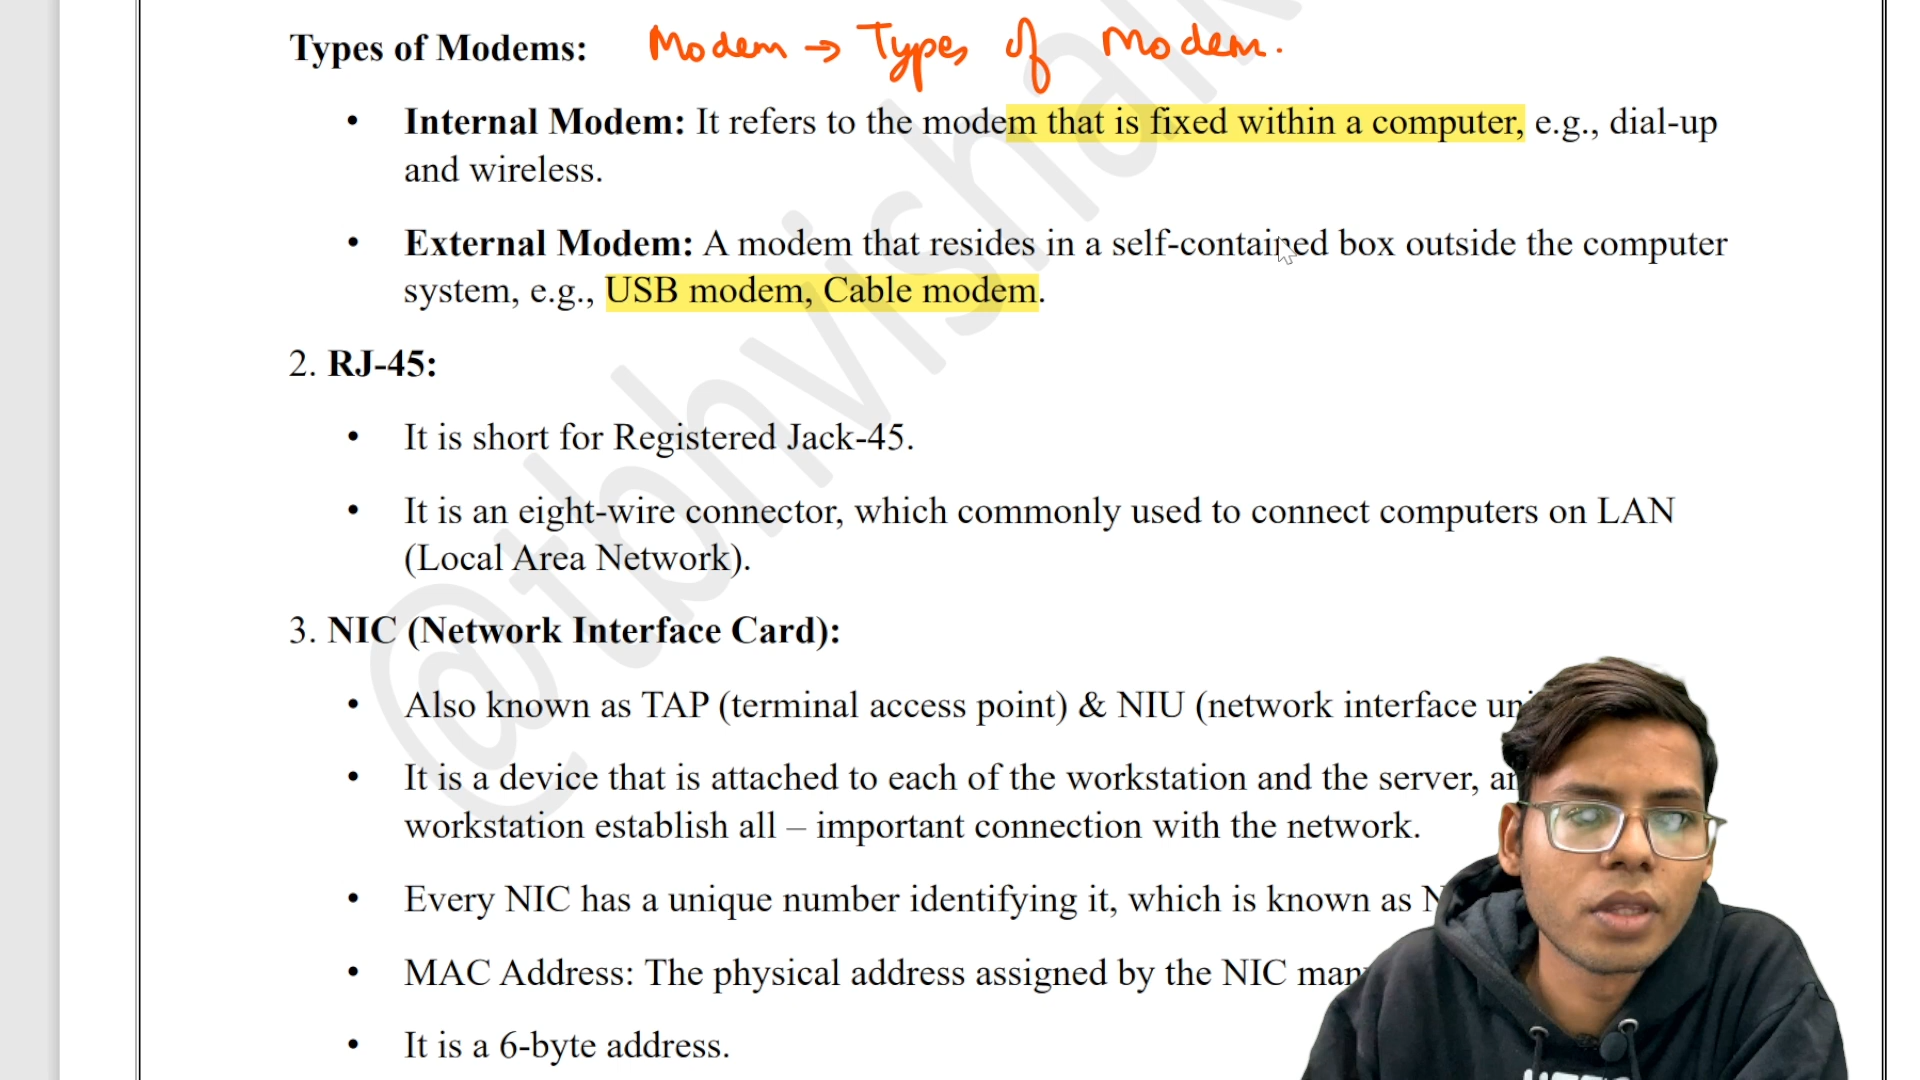 Types of Modems: Modem → Types of Modem.
• Internal Modem: It refers to the modem that is fixed within a computer, e.g., dial-up
and wireless.
• External Modem: A modem that resides in a self-contained box outside the computer
system, e.g., USB modem, Cable modem.
2. RJ-45:
• It is short for Registered Jack-45.
• It is an eight-wire connector, which commonly used to connect computers on LAN
(Local Area Network).
3. NIC (Network Interface Card):
• Also known as TAP (terminal access point) & NIU (network interface
• It is a device that is attached to each of the workstation and the server,
workstation establish all – important connection with the network.
• Every NIC has a unique number identifying it, which is known as
• MAC Address: The physical address assigned by the NIC
• It is a 6-byte address.
@tbhvishal